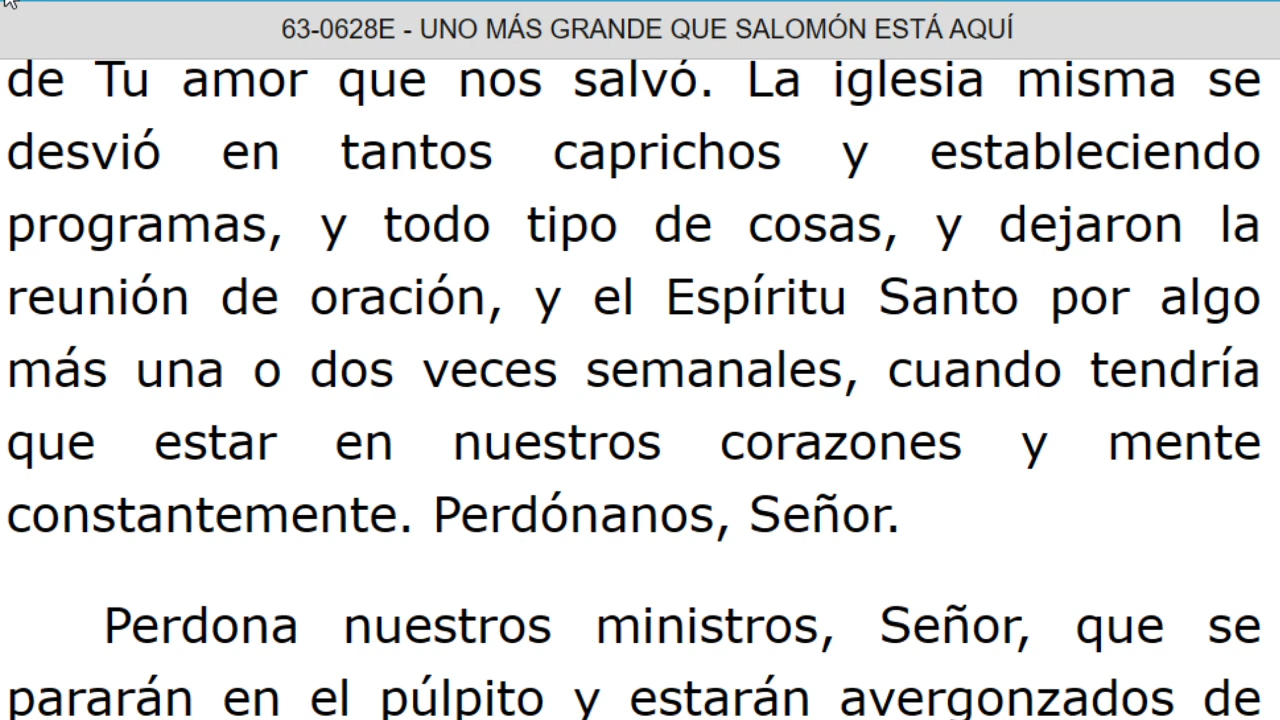 63-0628E - UNO MÁS GRANDE QUE SALOMÓN ESTÁ AQUÍ
de Tu amor que nos salvó. La iglesia misma se
desvió en tantos caprichos y estableciendo
programas, y todo tipo de cosas, y dejaron la
reunión de oración, y el Espíritu Santo por algo
más una o dos veces semanales, cuando tendría
que estar en nuestros corazones y mente
constantemente. Perdónanos, Señor.
Perdona nuestros ministros, Señor, que se
pararán en el púlpito y estarán avergonzados de